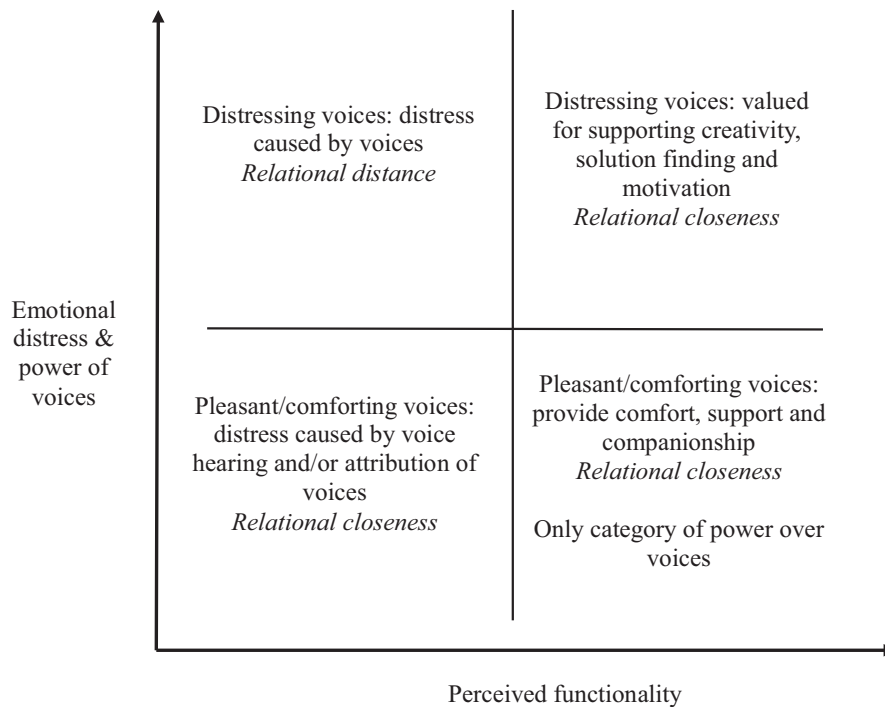 Distressing voices: distress
caused by voices
Relational distance
Distressing voices: valued
for supporting creativity,
solution finding and
motivation
Relational closeness
Emotional
distress &
power of
voices
Pleasant/comforting voices:
distress caused by voice
hearing and/or attribution of
voices
Relational closeness
Pleasant/comforting voices:
provide comfort, support and
companionship
Relational closeness
Only category of power over
voices
Perceived functionality